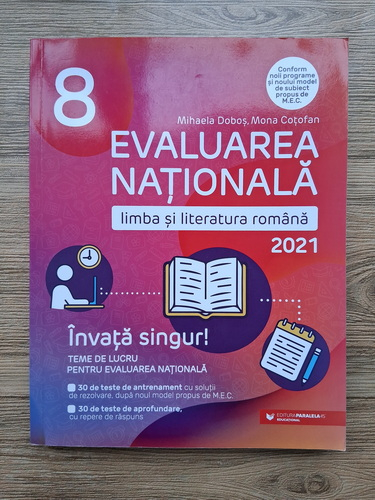 8
Conform
noii programe
și noului model
de subiect
propus de
M.E.C.
Mihaela Doboș, Mona Coțofan
EVALUAREA
NAȚIONALĂ
limba și literatura română
2021
Învață singur!
TEME DE LUCRU
PENTRU EVALUAREA NAȚIONALĂ
30 de teste de antrenament cu soluții
de rezolvare, după noul model propus de M.E.C.
30 de teste de aprofundare,
cu repere de răspuns
EDITURA PARALELA 45
EDUCAȚIONAL